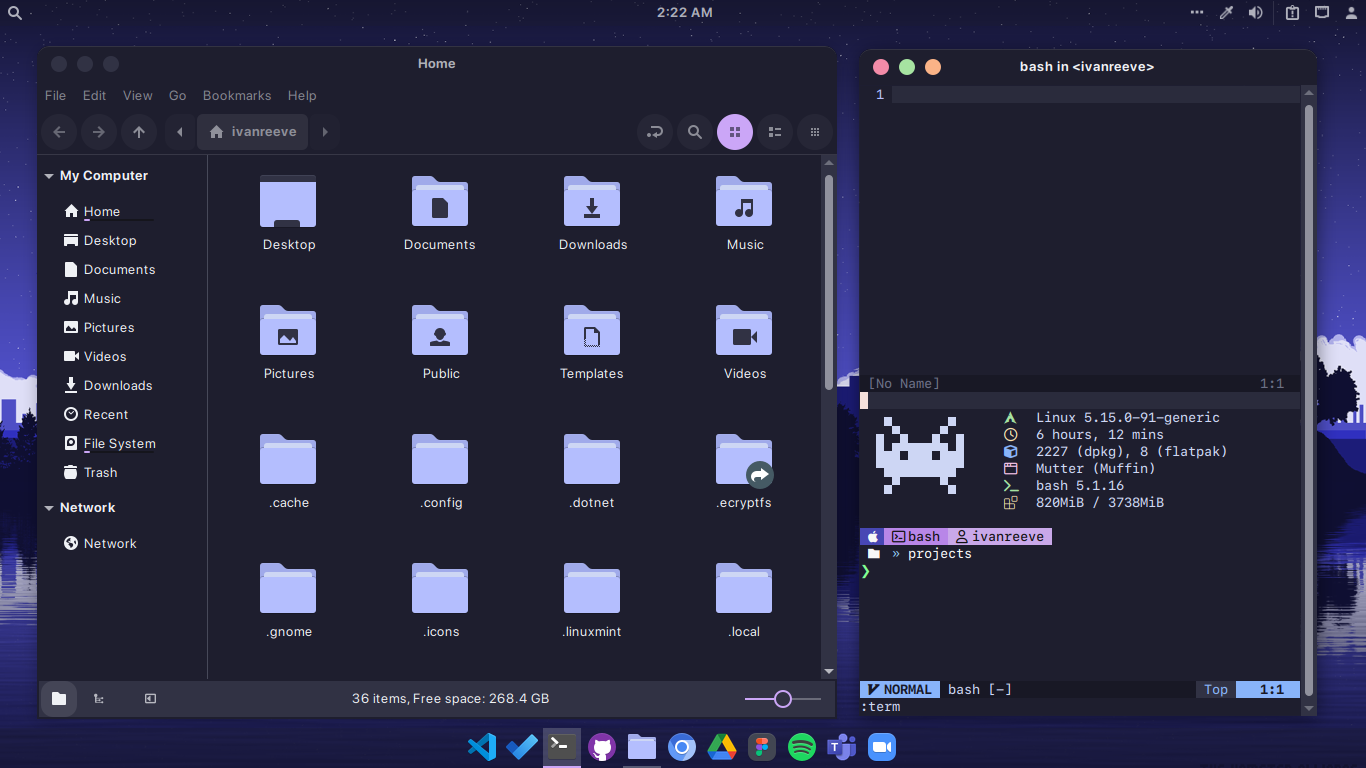 2:22 AM
Home
File Edit View Go Bookmarks Help
ivanreeve
My Computer
Home
Desktop
Documents
Music
Pictures
Videos
Downloads
Recent
File System
Trash
Network
Network
Desktop Documents Downloads Music
Pictures Public Templates Videos
.cache .config .dotnet .ecryptfs
.gnome .icons .linuxmint .local
36 items, Free space: 268.4 GB
bash in <ivanreeve>
1
[No Name] 1:1
Linux 5.15.0-91-generic
6 hours, 12 mins
2227 (dpkg), 8 (flatpak)
Mutter (Muffin)
bash 5.1.16
820MiB / 3738MiB
bash ivanreeve
» projects
❯
NORMAL bash [-] Top 1:1
:term